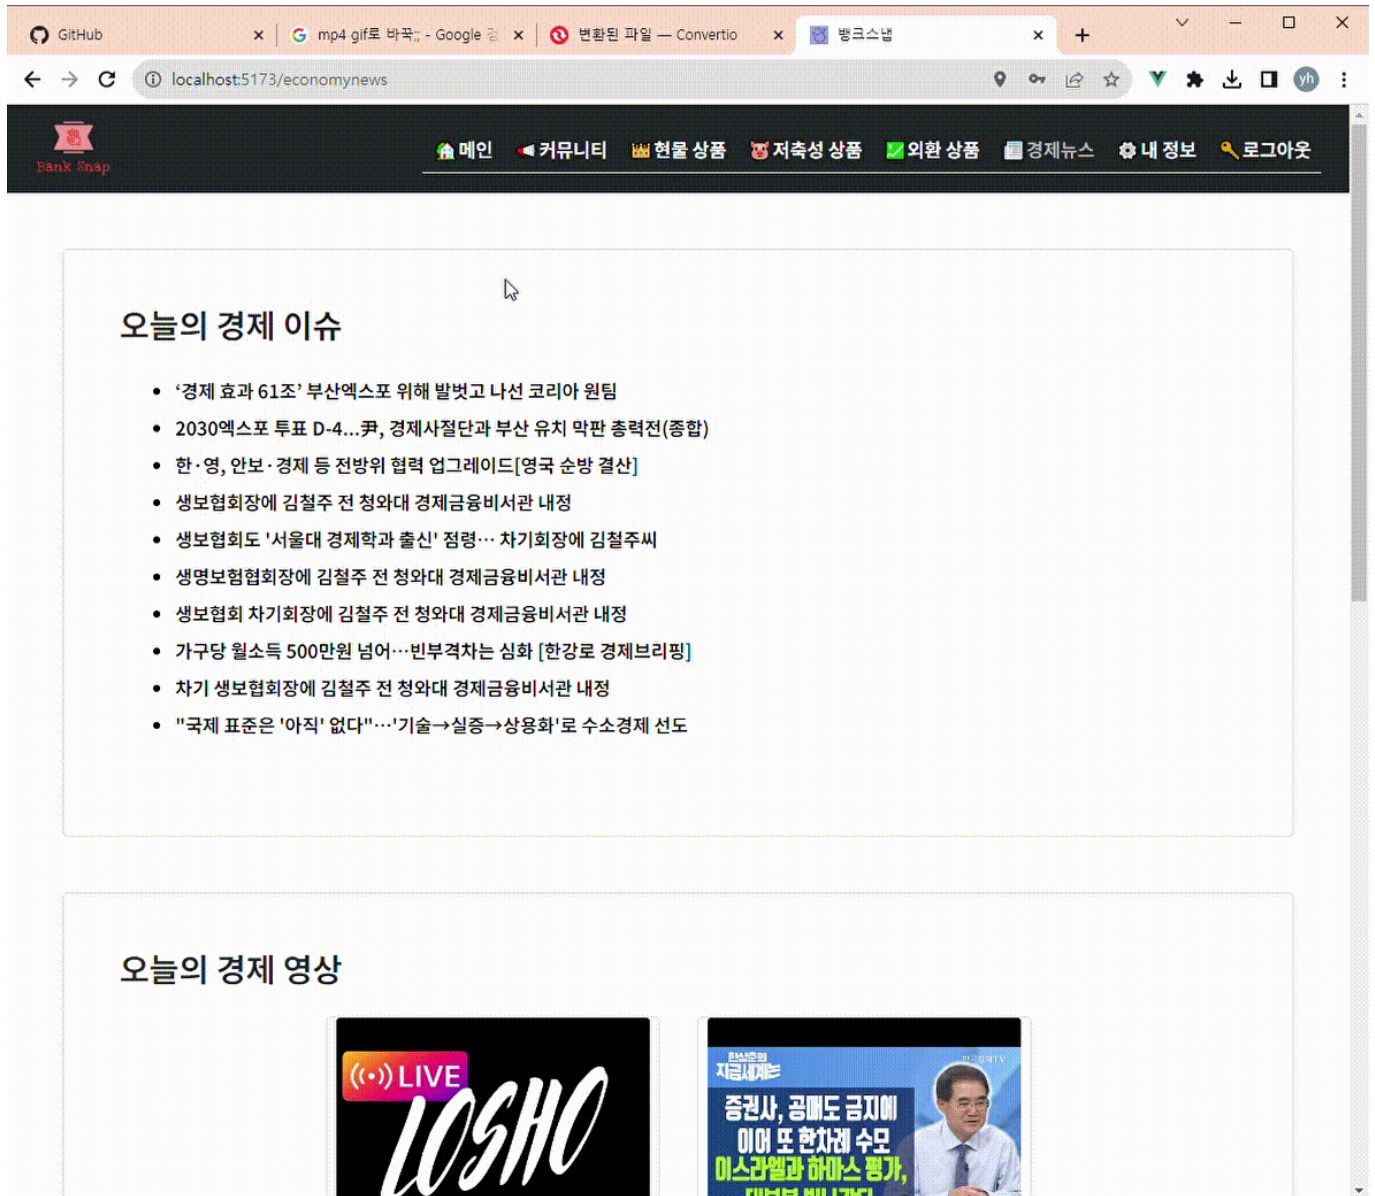 GitHub
mp4 gif로 바꾹;; - Google 검
변환된 파일 — Convertio
뱅크스냅
localhost:5173/economynews
yh
Bank Snap
메인
커뮤니티
현물 상품
저축성 상품
외환 상품
경제뉴스
내 정보
로그아웃
오늘의 경제 이슈
‘경제 효과 61조’ 부산엑스포 위해 발벗고 나선 코리아 원팀
2030엑스포 투표 D-4…尹, 경제사절단과 부산 유치 막판 총력전(종합)
한·영, 안보·경제 등 전방위 협력 업그레이드[영국 순방 결산]
생보협회장에 김철주 전 청와대 경제금융비서관 내정
생보협회도 '서울대 경제학과 출신' 점령… 차기회장에 김철주씨
생명보험협회장에 김철주 전 청와대 경제금융비서관 내정
생보협회 차기회장에 김철주 전 청와대 경제금융비서관 내정
가구당 월소득 500만원 넘어…빈부격차는 심화 [한강로 경제브리핑]
차기 생보협회장에 김철주 전 청와대 경제금융비서관 내정
"국제 표준은 '아직' 없다"…'기술→실증→상용화'로 수소경제 선도
오늘의 경제 영상
LIVE
LOSHO
한상춘의
지금세계는
한국경제TV
증권사, 공매도 금지에
이어 또 한차례 수모
이스라엘과 하마스 평가,